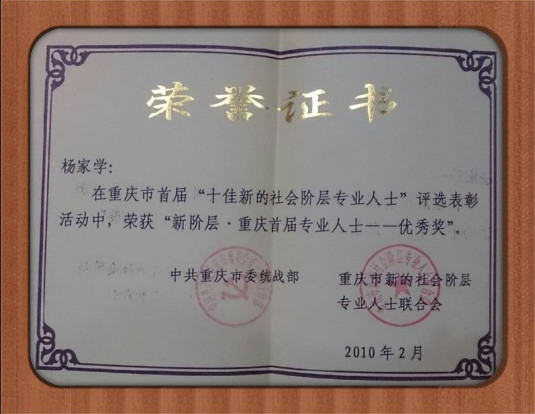 荣誉证书
杨家学：
在重庆市首届“十佳新的社会阶层专业人士”评选表彰
活动中，荣获“新阶层·重庆首届专业人士——优秀奖”。
中共重庆市委统战部
重庆市新的社会阶层
专业人士联合会
2010年2月